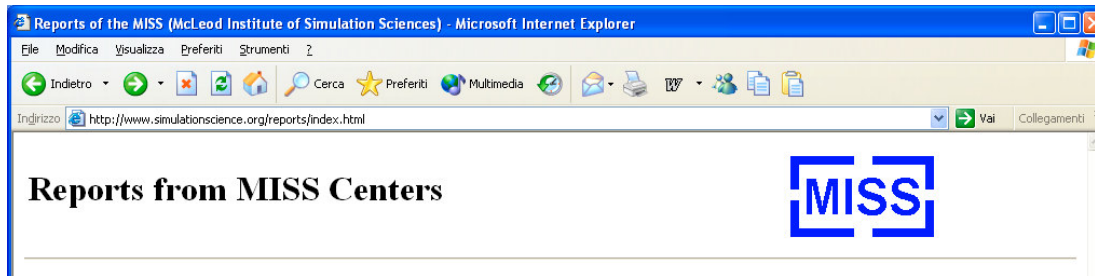 Reports of the MISS (McLeod Institute of Simulation Sciences) - Microsoft Internet Explorer
File Modifica Visualizza Preferiti Strumenti ?
Indietro Cerca Preferiti Multimedia W
Indirizzo http://www.simulationscience.org/reports/index.html Vai Collegamenti
Reports from MISS Centers
MISS